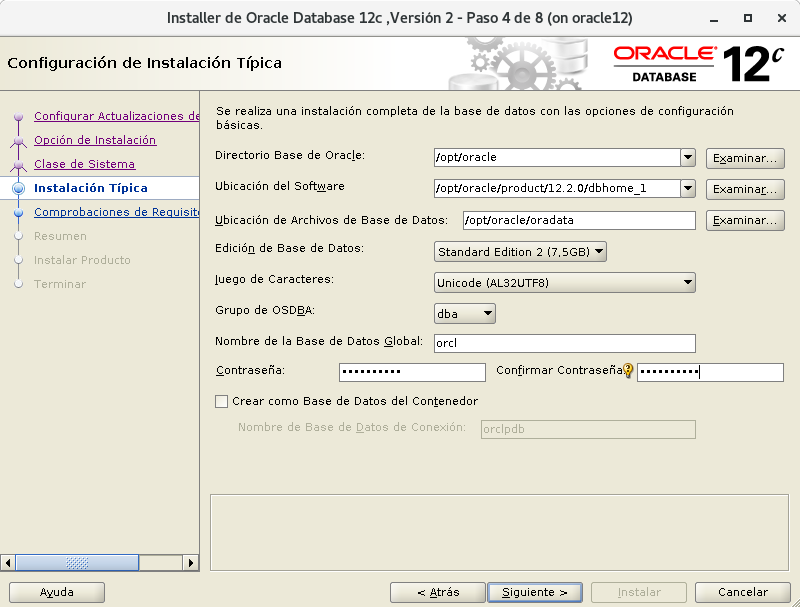 Installer de Oracle Database 12c ,Versión 2 - Paso 4 de 8 (on oracle12)
Configuración de Instalación Típica
ORACLE
DATABASE
12c
Configurar Actualizaciones de
Opción de Instalación
Clase de Sistema
Instalación Típica
Comprobaciones de Requisito
Resumen
Instalar Producto
Terminar
Se realiza una instalación completa de la base de datos con las opciones de configuración
básicas.
Directorio Base de Oracle: /opt/oracle Examinar...
Ubicación del Software /opt/oracle/product/12.2.0/dbhome_1 Examinar...
Ubicación de Archivos de Base de Datos: /opt/oracle/oradata Examinar...
Edición de Base de Datos: Standard Edition 2 (7,5GB)
Juego de Caracteres: Unicode (AL32UTF8)
Grupo de OSDBA: dba
Nombre de la Base de Datos Global: orcl
Contraseña: •••••••••• Confirmar Contraseña ••••••••••
Crear como Base de Datos del Contenedor
Nombre de Base de Datos de Conexión: orclpdb
Ayuda < Atrás Siguiente > Instalar Cancelar